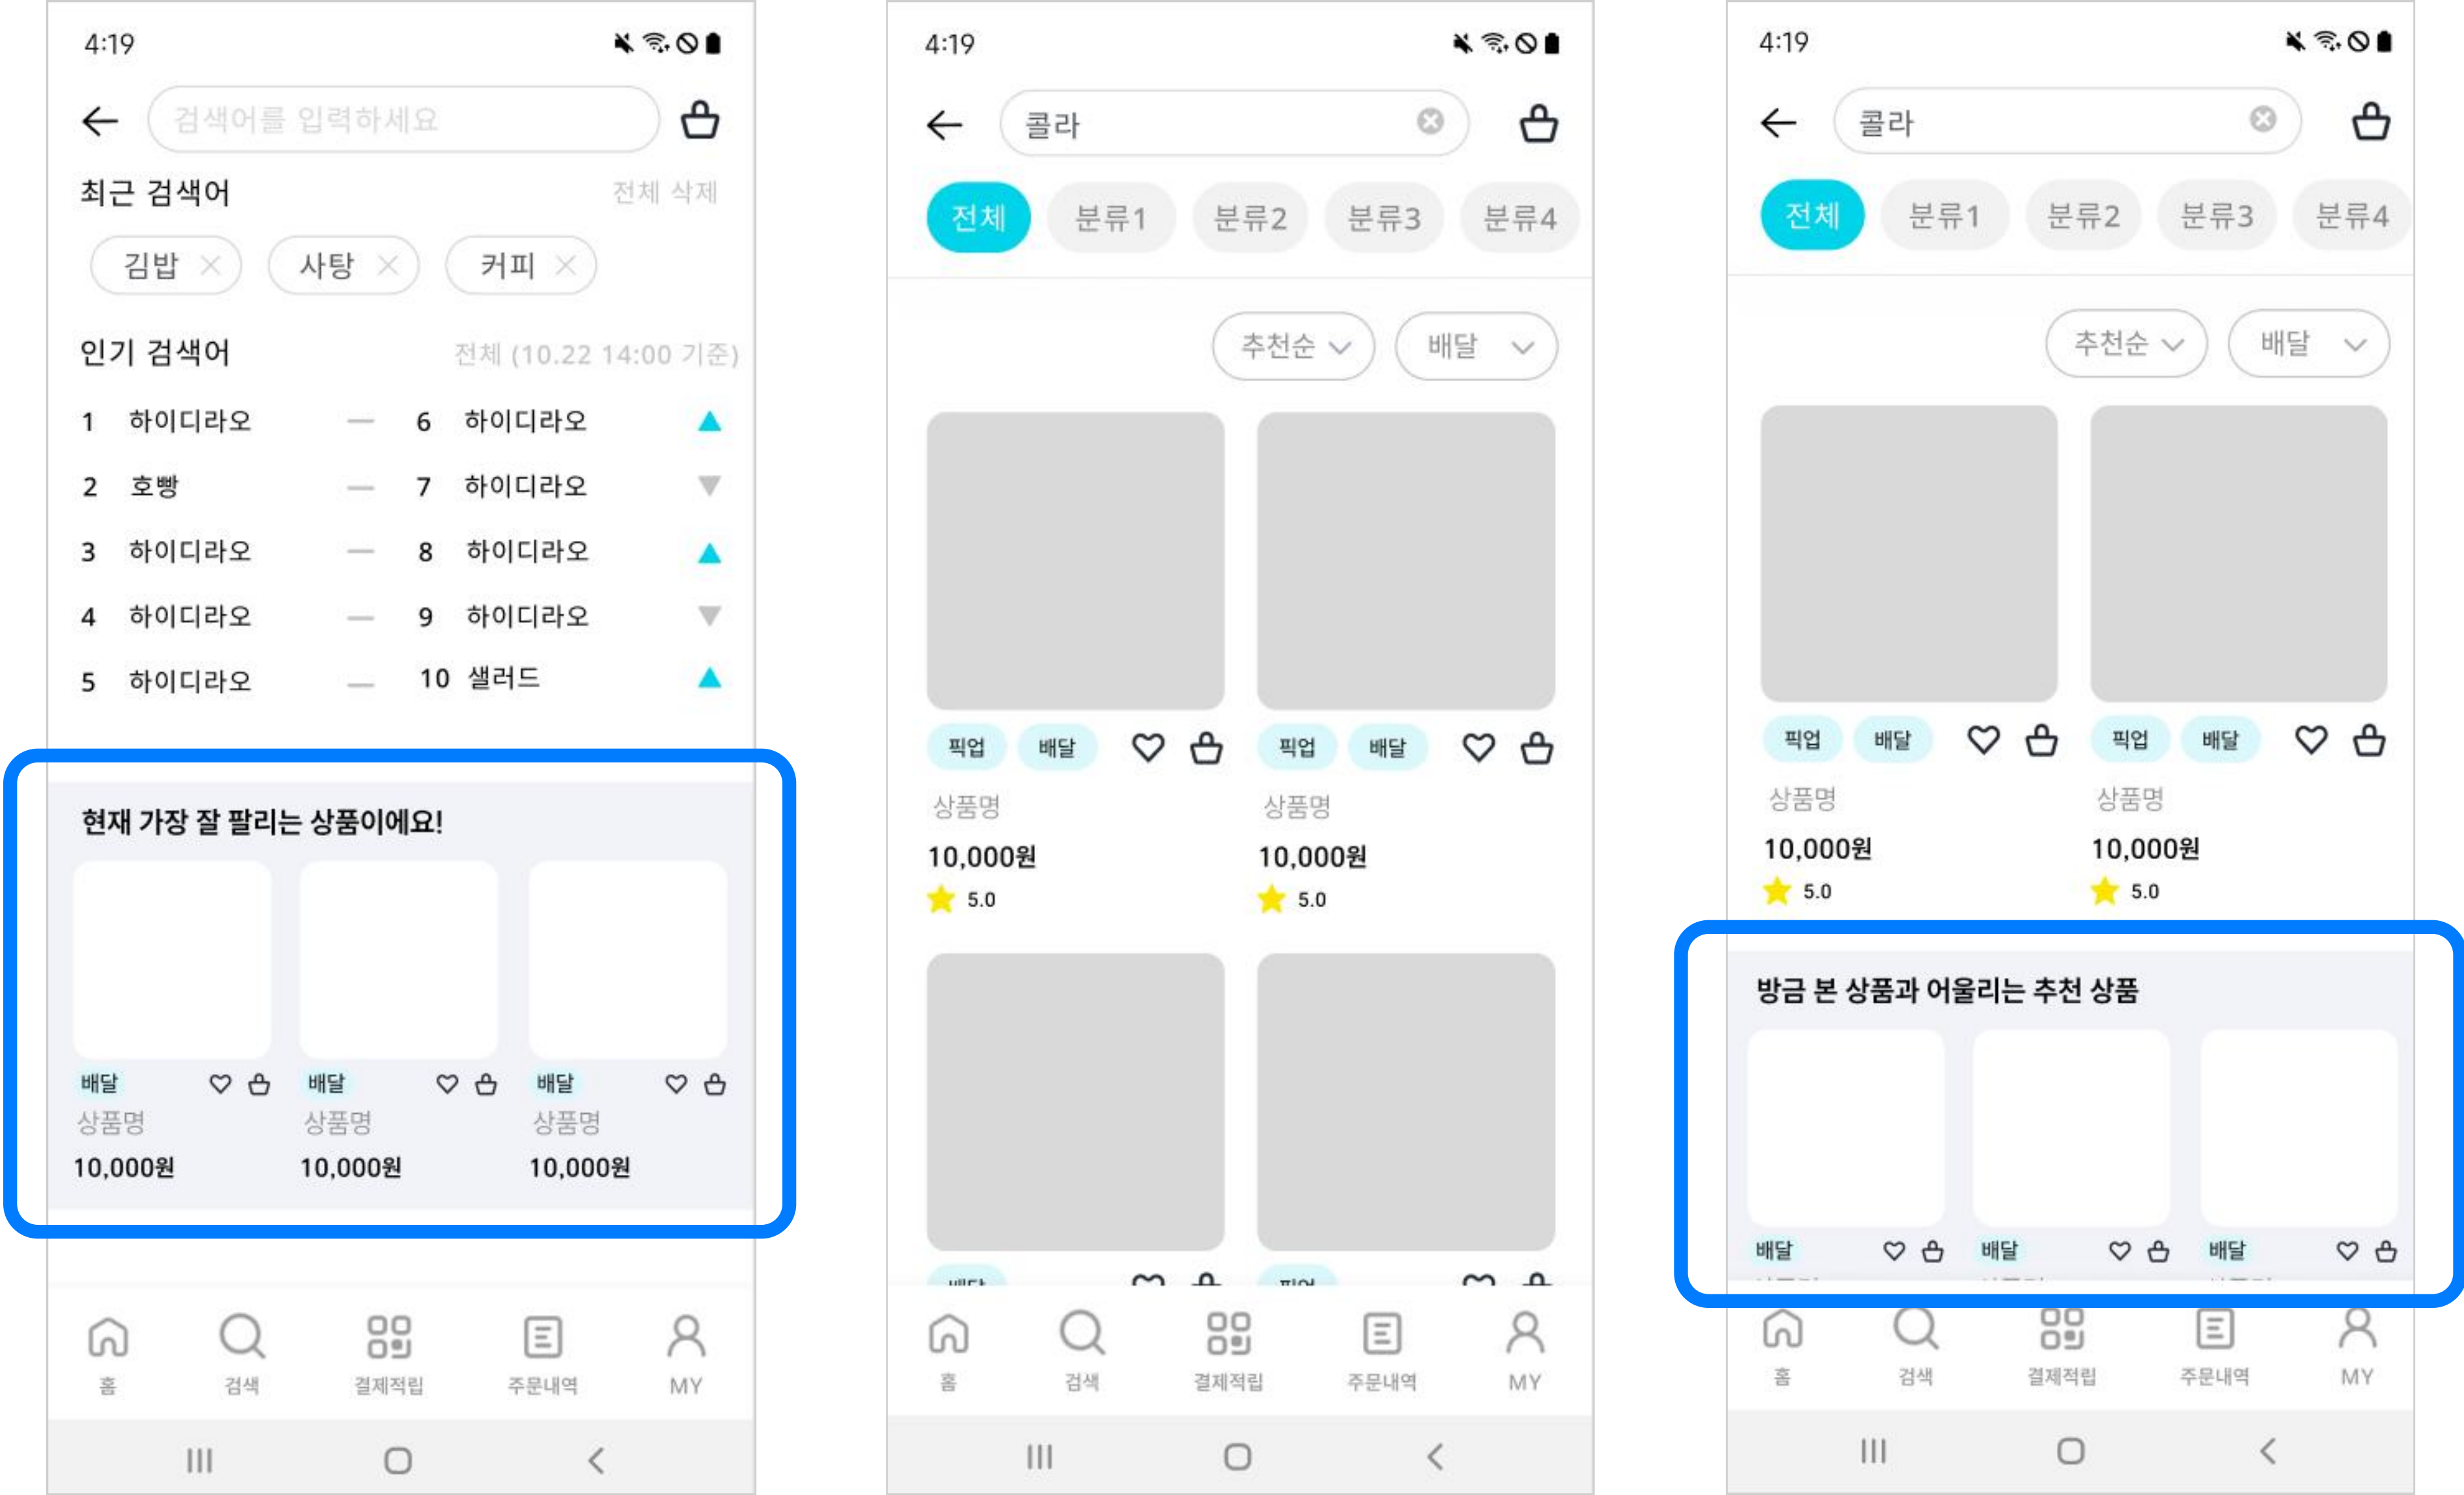 4:19
검색어를 입력하세요
최근 검색어 전체 삭제
김밥 사탕 커피
인기 검색어 전체 (10.22 14:00 기준)
1 하이디라오 6 하이디라오
2 호빵 7 하이디라오
3 하이디라오 8 하이디라오
4 하이디라오 9 하이디라오
5 하이디라오 10 샐러드
현재 가장 잘 팔리는 상품이에요!
배달 배달 배달
상품명 상품명 상품명
10,000원 10,000원 10,000원
홈 검색 결제적립 주문내역 MY
4:19
콜라
전체 분류1 분류2 분류3 분류4
추천순 배달
픽업 배달 픽업 배달
상품명 상품명
10,000원 10,000원
5.0 5.0
홈 검색 결제적립 주문내역 MY
4:19
콜라
전체 분류1 분류2 분류3 분류4
추천순 배달
픽업 배달 픽업 배달
상품명 상품명
10,000원 10,000원
5.0 5.0
방금 본 상품과 어울리는 추천 상품
배달 배달 배달
홈 검색 결제적립 주문내역 MY